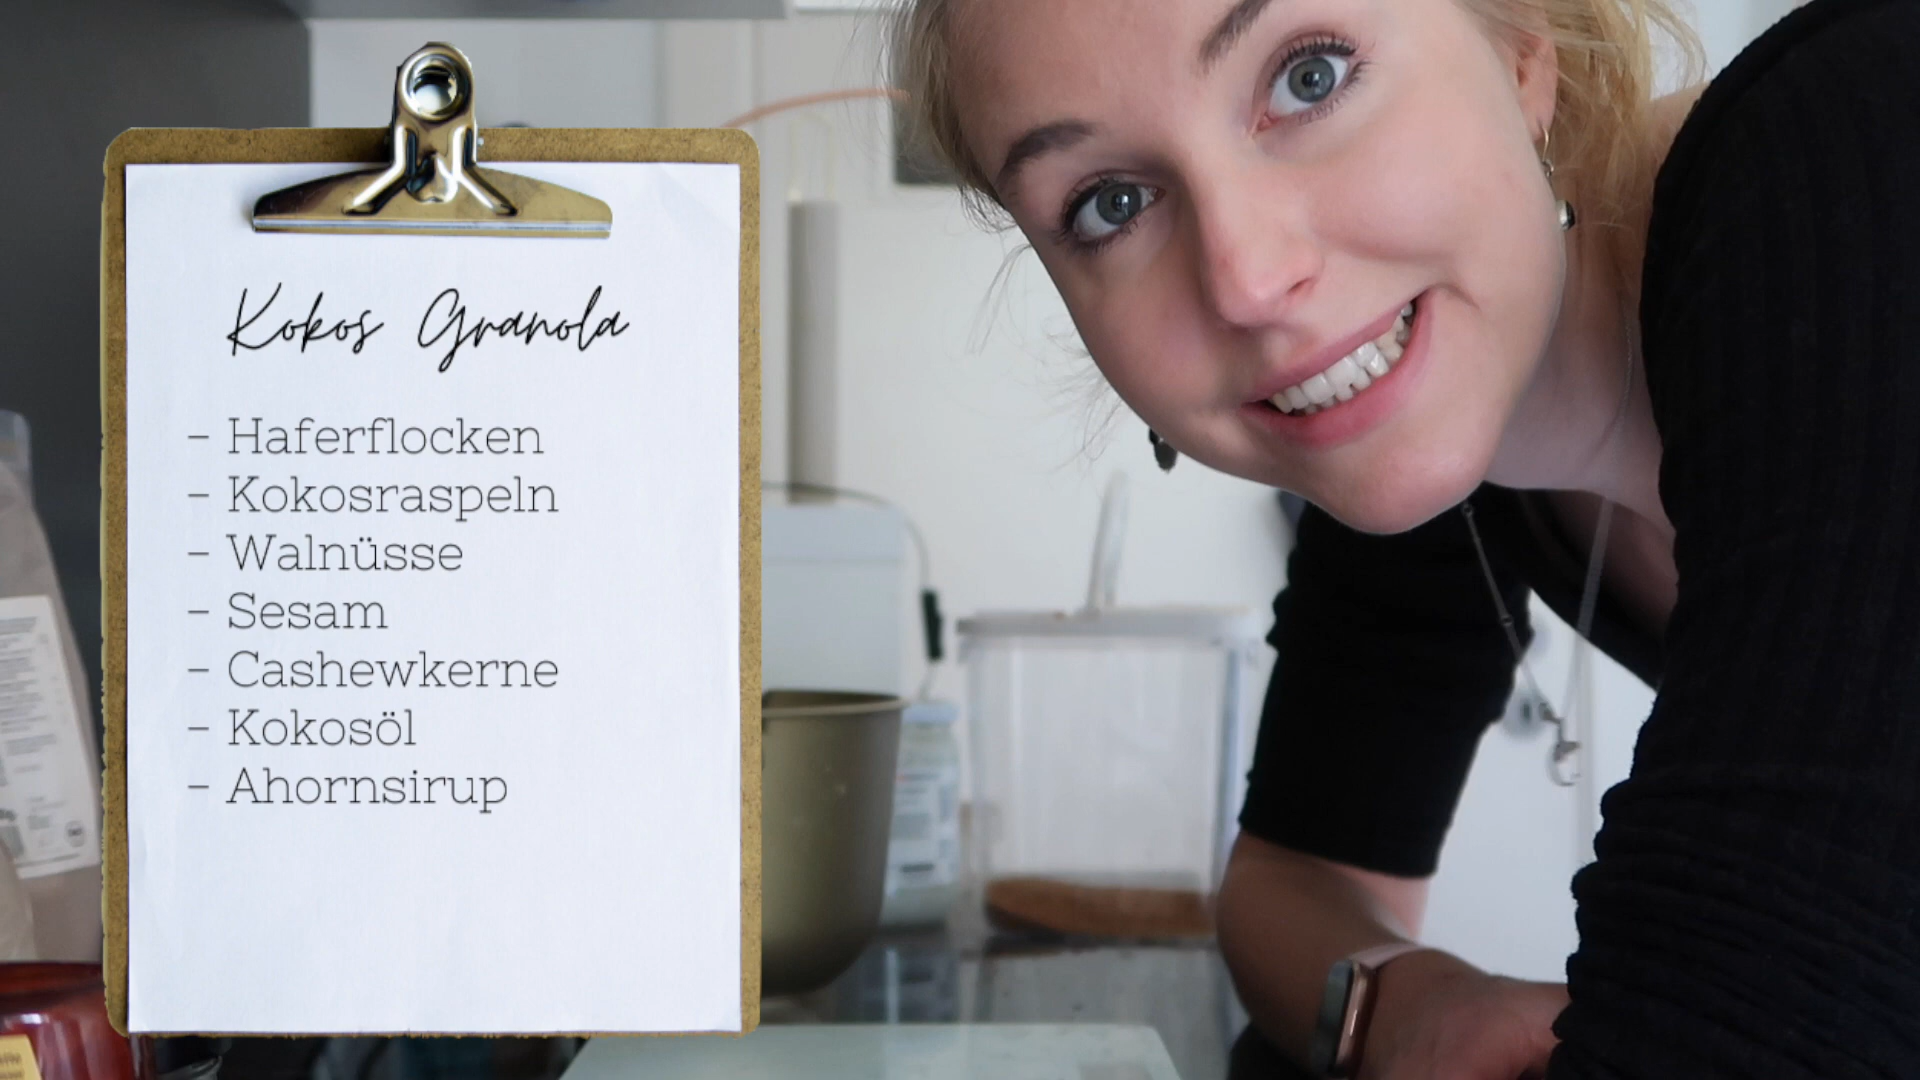 Kokos Granola
- Haferflocken
- Kokosraspeln
- Walnüsse
- Sesam
- Cashewkerne
- Kokosöl
- Ahornsirup